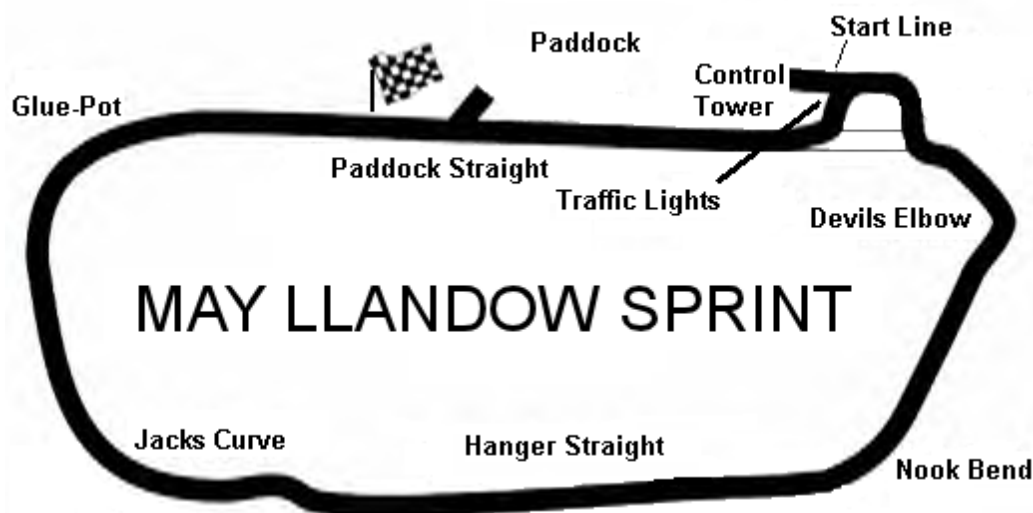 Start Line
Paddock
Control
Tower
Glue-Pot
Paddock Straight
Traffic Lights
Devils Elbow
MAY LLANDOW SPRINT
Jacks Curve
Hanger Straight
Nook Bend